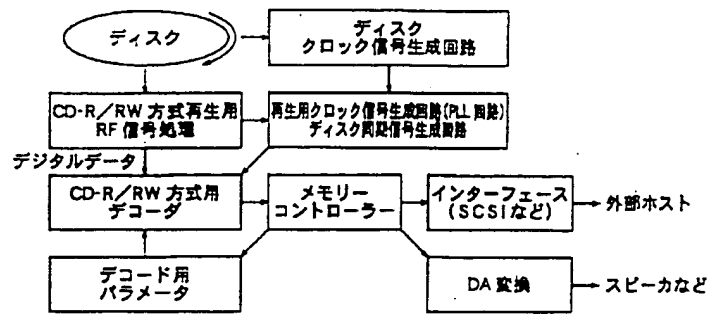 ディスク
ディスク
クロック信号生成回路
CD-R／RW 方式再生用
RF 信号処理
再生用クロック信号生成回路(PLL 回路)
ディスク同期信号生成回路
デジタルデータ
CD-R／RW 方式用
デコーダ
メモリー
コントローラー
インターフェース
(SCSIなど)
外部ホスト
デコード用
パラメータ
DA 変換
スピーカなど